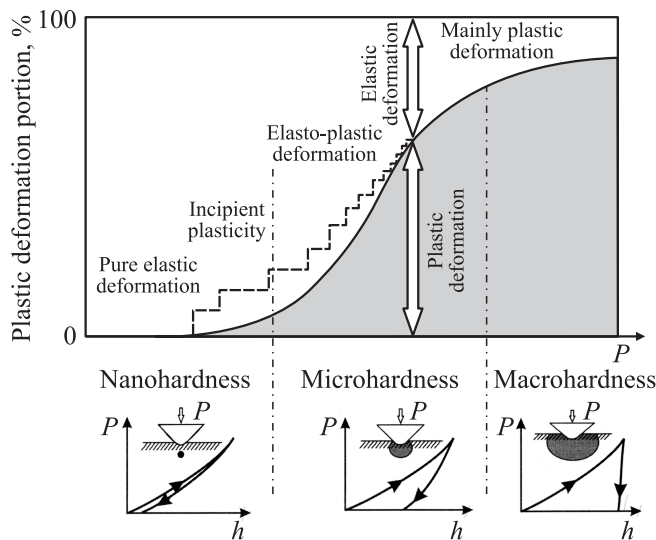 Plastic deformation portion, %
100
0
Elastic
deformation
Mainly plastic
deformation
Elasto-plastic
deformation
Incipient
plasticity
Pure elastic
deformation
Plastic
deformation
P
Nanohardness
Microhardness
Macrohardness
P
P
h
P
P
h
P
P
h